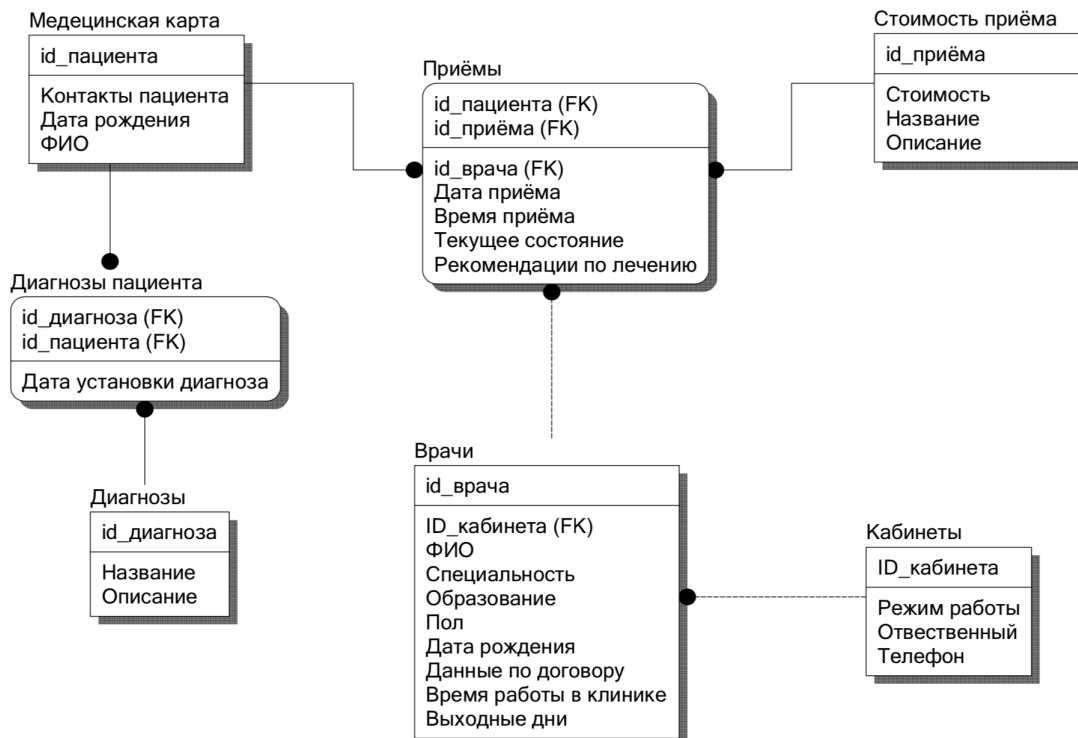 Медецинская карта
id_пациента
Контакты пациента
Дата рождения
ФИО
Приёмы
id_пациента (FK)
id_приёма (FK)
id_врача (FK)
Дата приёма
Время приёма
Текущее состояние
Рекомендации по лечению
Стоимость приёма
id_приёма
Стоимость
Название
Описание
Диагнозы пациента
id_диагноза (FK)
id_пациента (FK)
Дата установки диагноза
Диагнозы
id_диагноза
Название
Описание
Врачи
id_врача
ID_кабинета (FK)
ФИО
Специальность
Образование
Пол
Дата рождения
Данные по договору
Время работы в клинике
Выходные дни
Кабинеты
ID_кабинета
Режим работы
Отвественный
Телефон